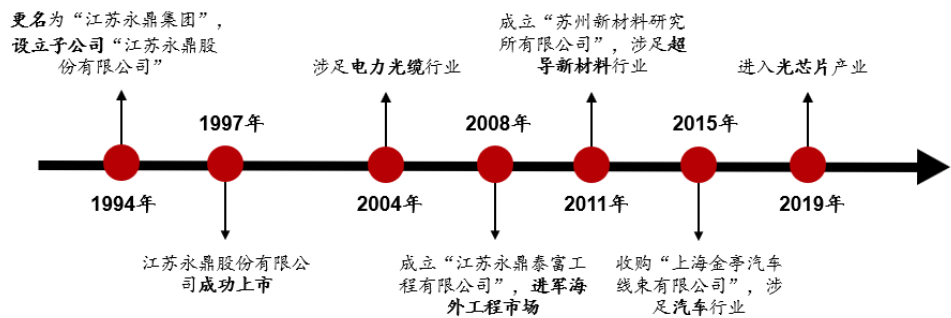 更名为“江苏永鼎集团”，
设立子公司“江苏永鼎股
份有限公司”
1994年
1997年
江苏永鼎股份有限公
司成功上市
涉足电力光缆行业
2004年
2008年
成立“江苏永鼎泰富工
程有限公司”，进军海
外工程市场
成立“苏州新材料研究
所有限公司”，涉足超
导新材料行业
2011年
2015年
收购“上海金亭汽车
线束有限公司”，涉
足汽车行业
进入光芯片产业
2019年